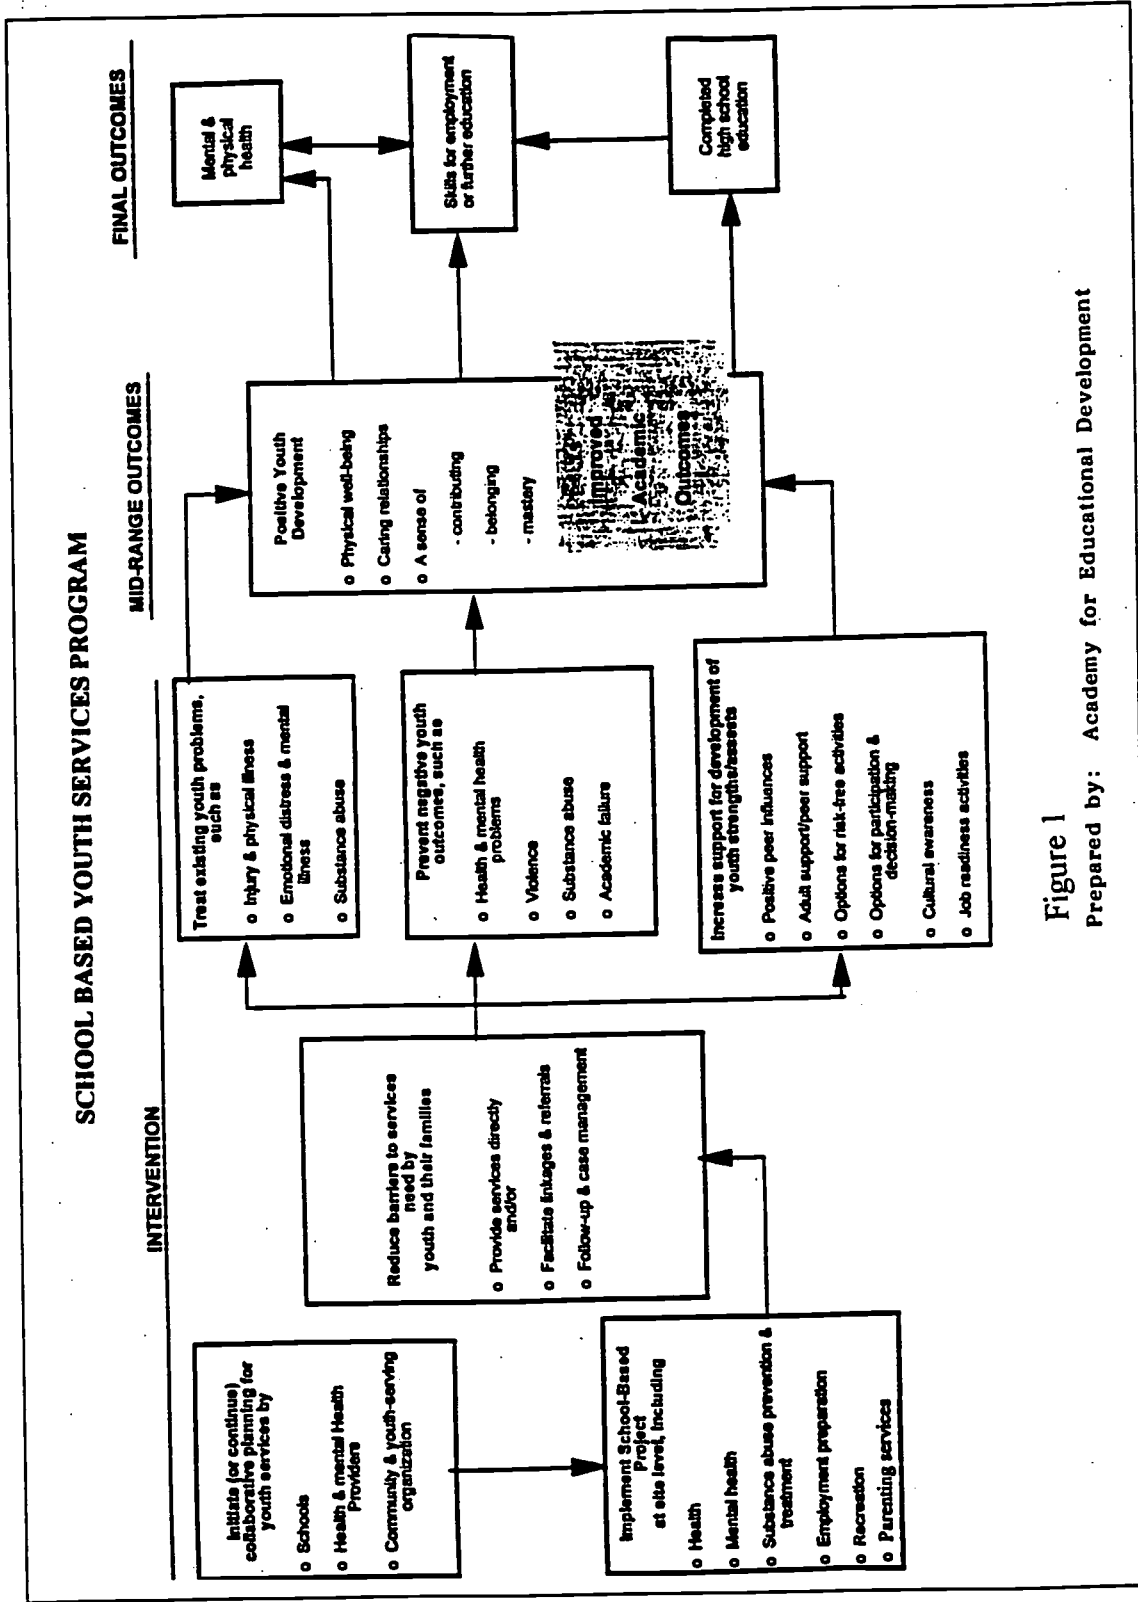 SCHOOL BASED YOUTH SERVICES PROGRAM
INTERVENTION
MID-RANGE OUTCOMES
FINAL OUTCOMES
Initiate (or continue)
collaborative planning for
youth services by
o Schools
o Health & mental Health
Providers
o Community & youth-serving
organization
Implement School-Based
Project
at site level, including
o Health
o Mental health
o Substance abuse prevention &
treatment
o Employment preparation
o Recreation
o Parenting services
Reduce barriers to services
need by
youth and their families
o Provide services directly
and/or
o Facilitate linkages & referrals
o Follow-up & case management
Treat existing youth problems,
such as
o Injury & physical illness
o Emotional distress & mental
illness
o Substance abuse
Prevent negative youth
outcomes, such as
o Health & mental health
problems
o Violence
o Substance abuse
o Academic failure
Increase support for development of
youth strengths/assests
o Positive peer influences
o Adult support/peer support
o Options for risk-free activities
o Options for participation &
decision-making
o Cultural awareness
o Job readiness activities
Positive Youth
Development
o Physical well-being
o Caring relationships
o A sense of
- contributing
- belonging
- mastery
Improved
Academic
Outcomes
Mental &
physical
health
Skills for employment
or further education
Completed
high school
education
Figure 1
Prepared by: Academy for Educational Development